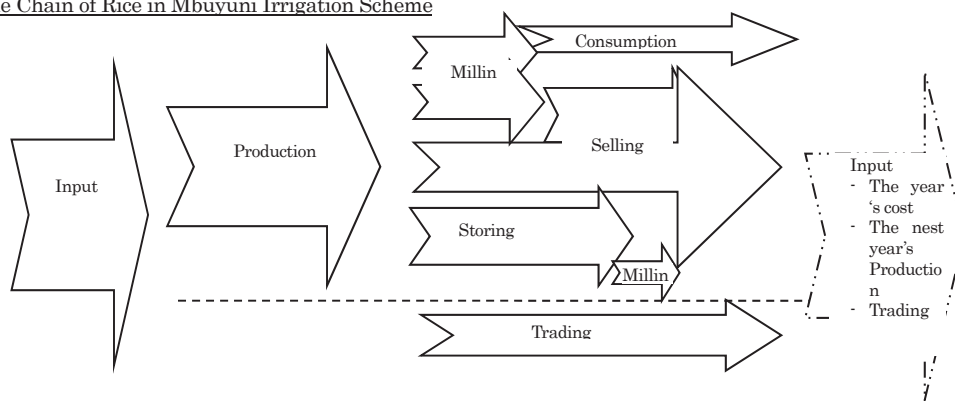 e Chain of Rice in Mbuyuni Irrigation Scheme
Consumption
Millin
Production
Selling
Input
Storing
Millin
Trading
Input
- The year
's cost
- The nest
year's
Productio
n
- Trading